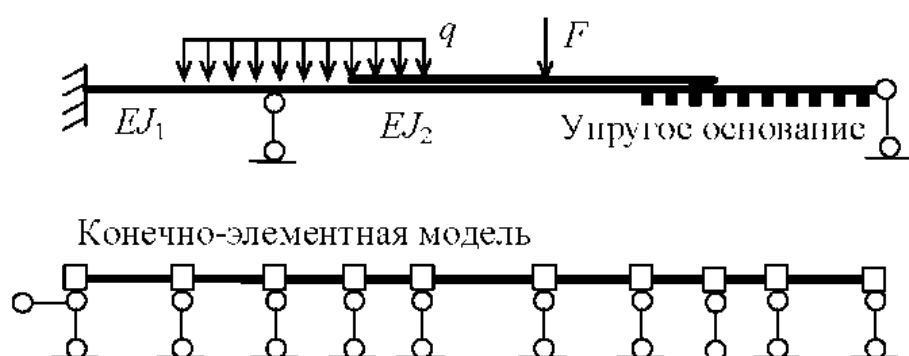 q F
EJ₁ EJ₂ Упругое основание
Конечно-элементная модель